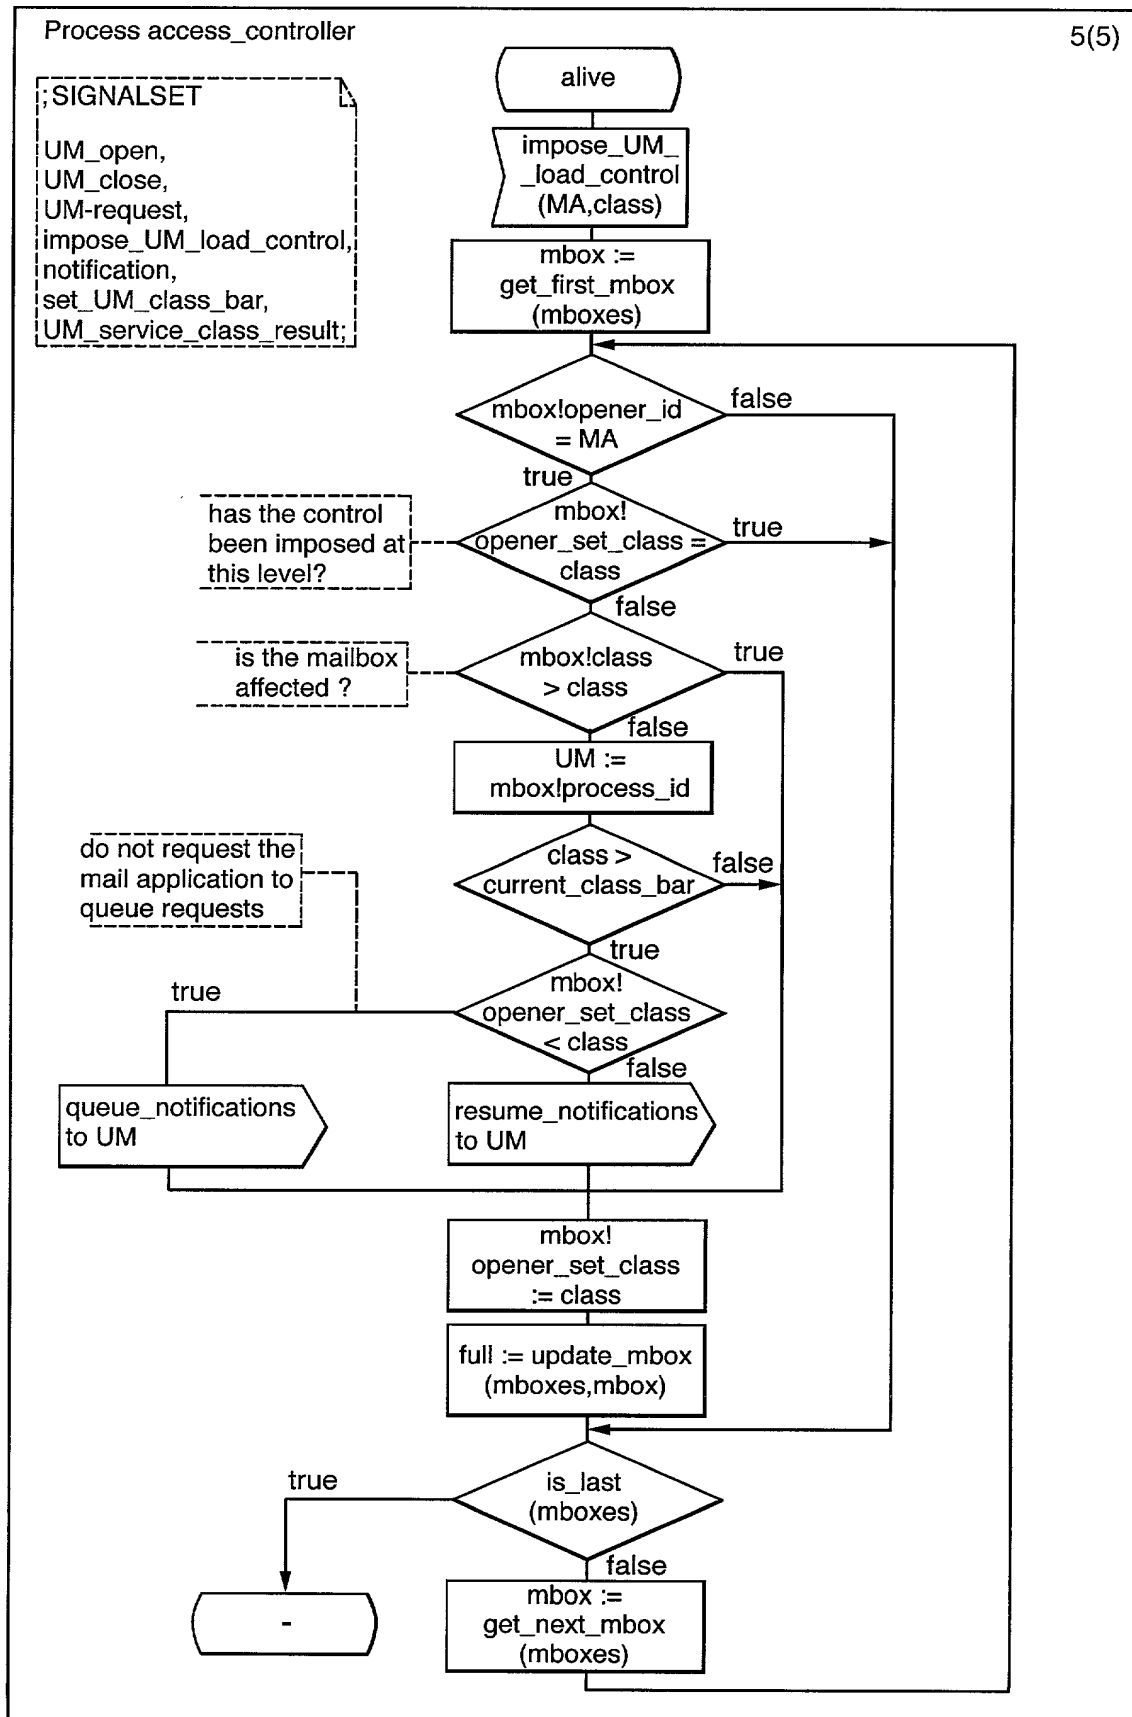 Process access_controller
5(5)
;SIGNALSET
UM_open,
UM_close,
UM-request,
impose_UM_load_control,
notification,
set_UM_class_bar,
UM_service_class_result;
alive
impose_UM_
_load_control
(MA,class)
mbox :=
get_first_mbox
(mboxes)
mbox!opener_id
= MA
false
true
has the control
been imposed at
this level?
mbox!
opener_set_class =
class
true
false
is the mailbox
affected ?
mbox!class
> class
true
false
UM :=
mbox!process_id
do not request the
mail application to
queue requests
class >
current_class_bar
false
true
mbox!
opener_set_class
< class
true
false
queue_notifications
to UM
resume_notifications
to UM
mbox!
opener_set_class
:= class
full := update_mbox
(mboxes,mbox)
is_last
(mboxes)
true
false
-
mbox :=
get_next_mbox
(mboxes)